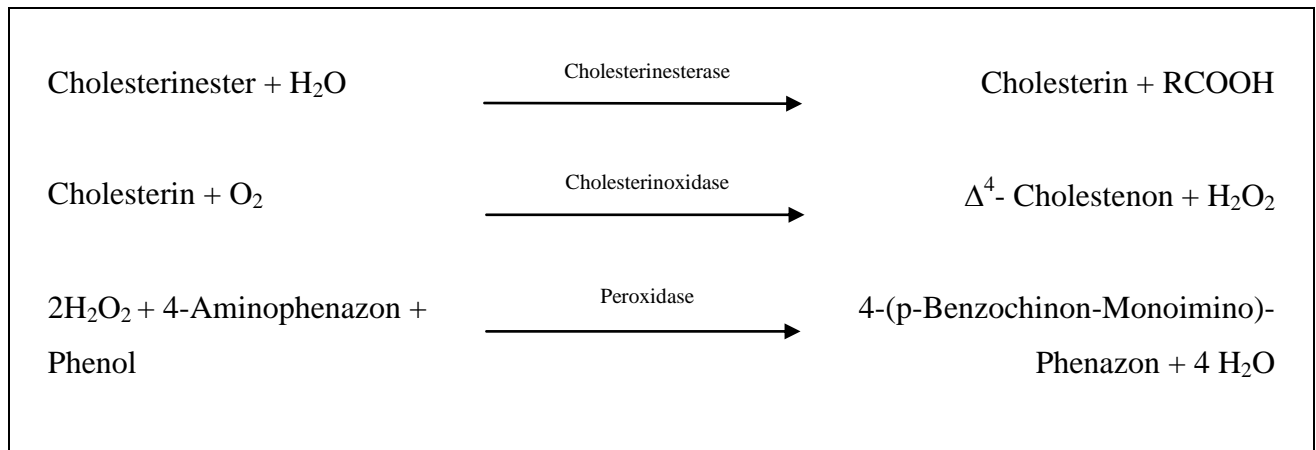 Cholesterinesterase
Cholesterinester + H₂O Cholesterin + RCOOH
Cholesterinoxidase
Cholesterin + O₂ Δ⁴- Cholestenon + H₂O₂
Peroxidase
2H₂O₂ + 4-Aminophenazon + 4-(p-Benzochinon-Monoimino)-
Phenol Phenazon + 4 H₂O